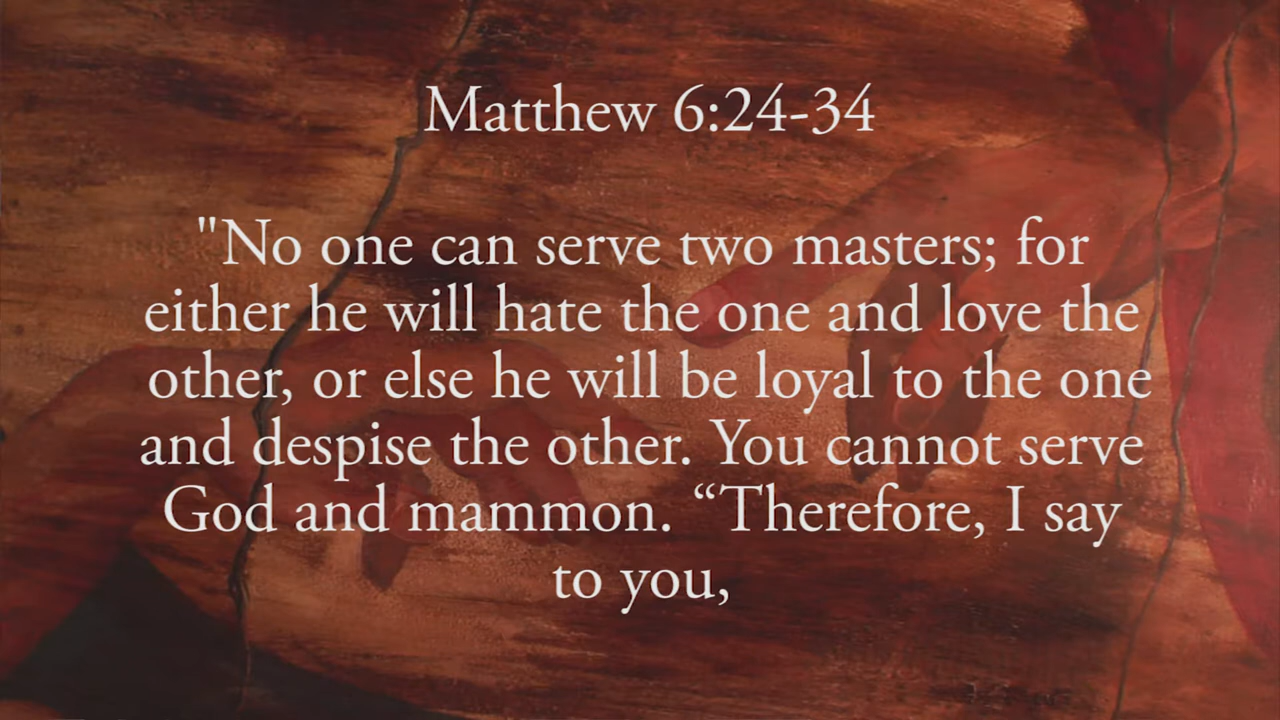 Matthew 6:24-34
"No one can serve two masters; for
either he will hate the one and love the
other, or else he will be loyal to the one
and despise the other. You cannot serve
God and mammon. “Therefore, I say
to you,